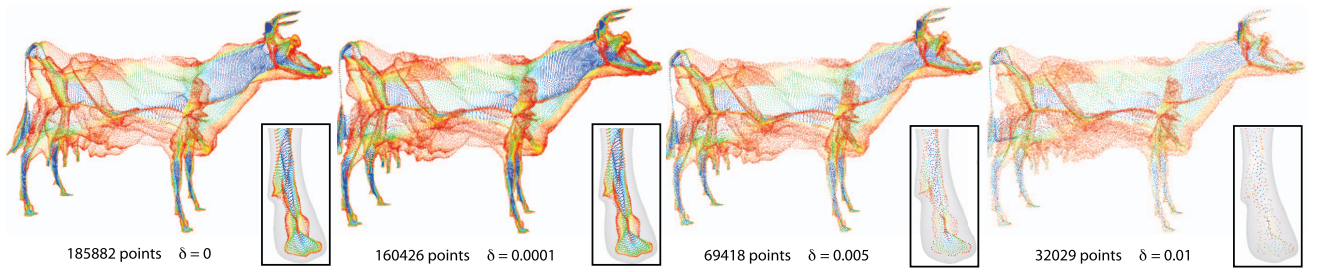 185882 points δ = 0
160426 points δ = 0.0001
69418 points δ = 0.005
32029 points δ = 0.01